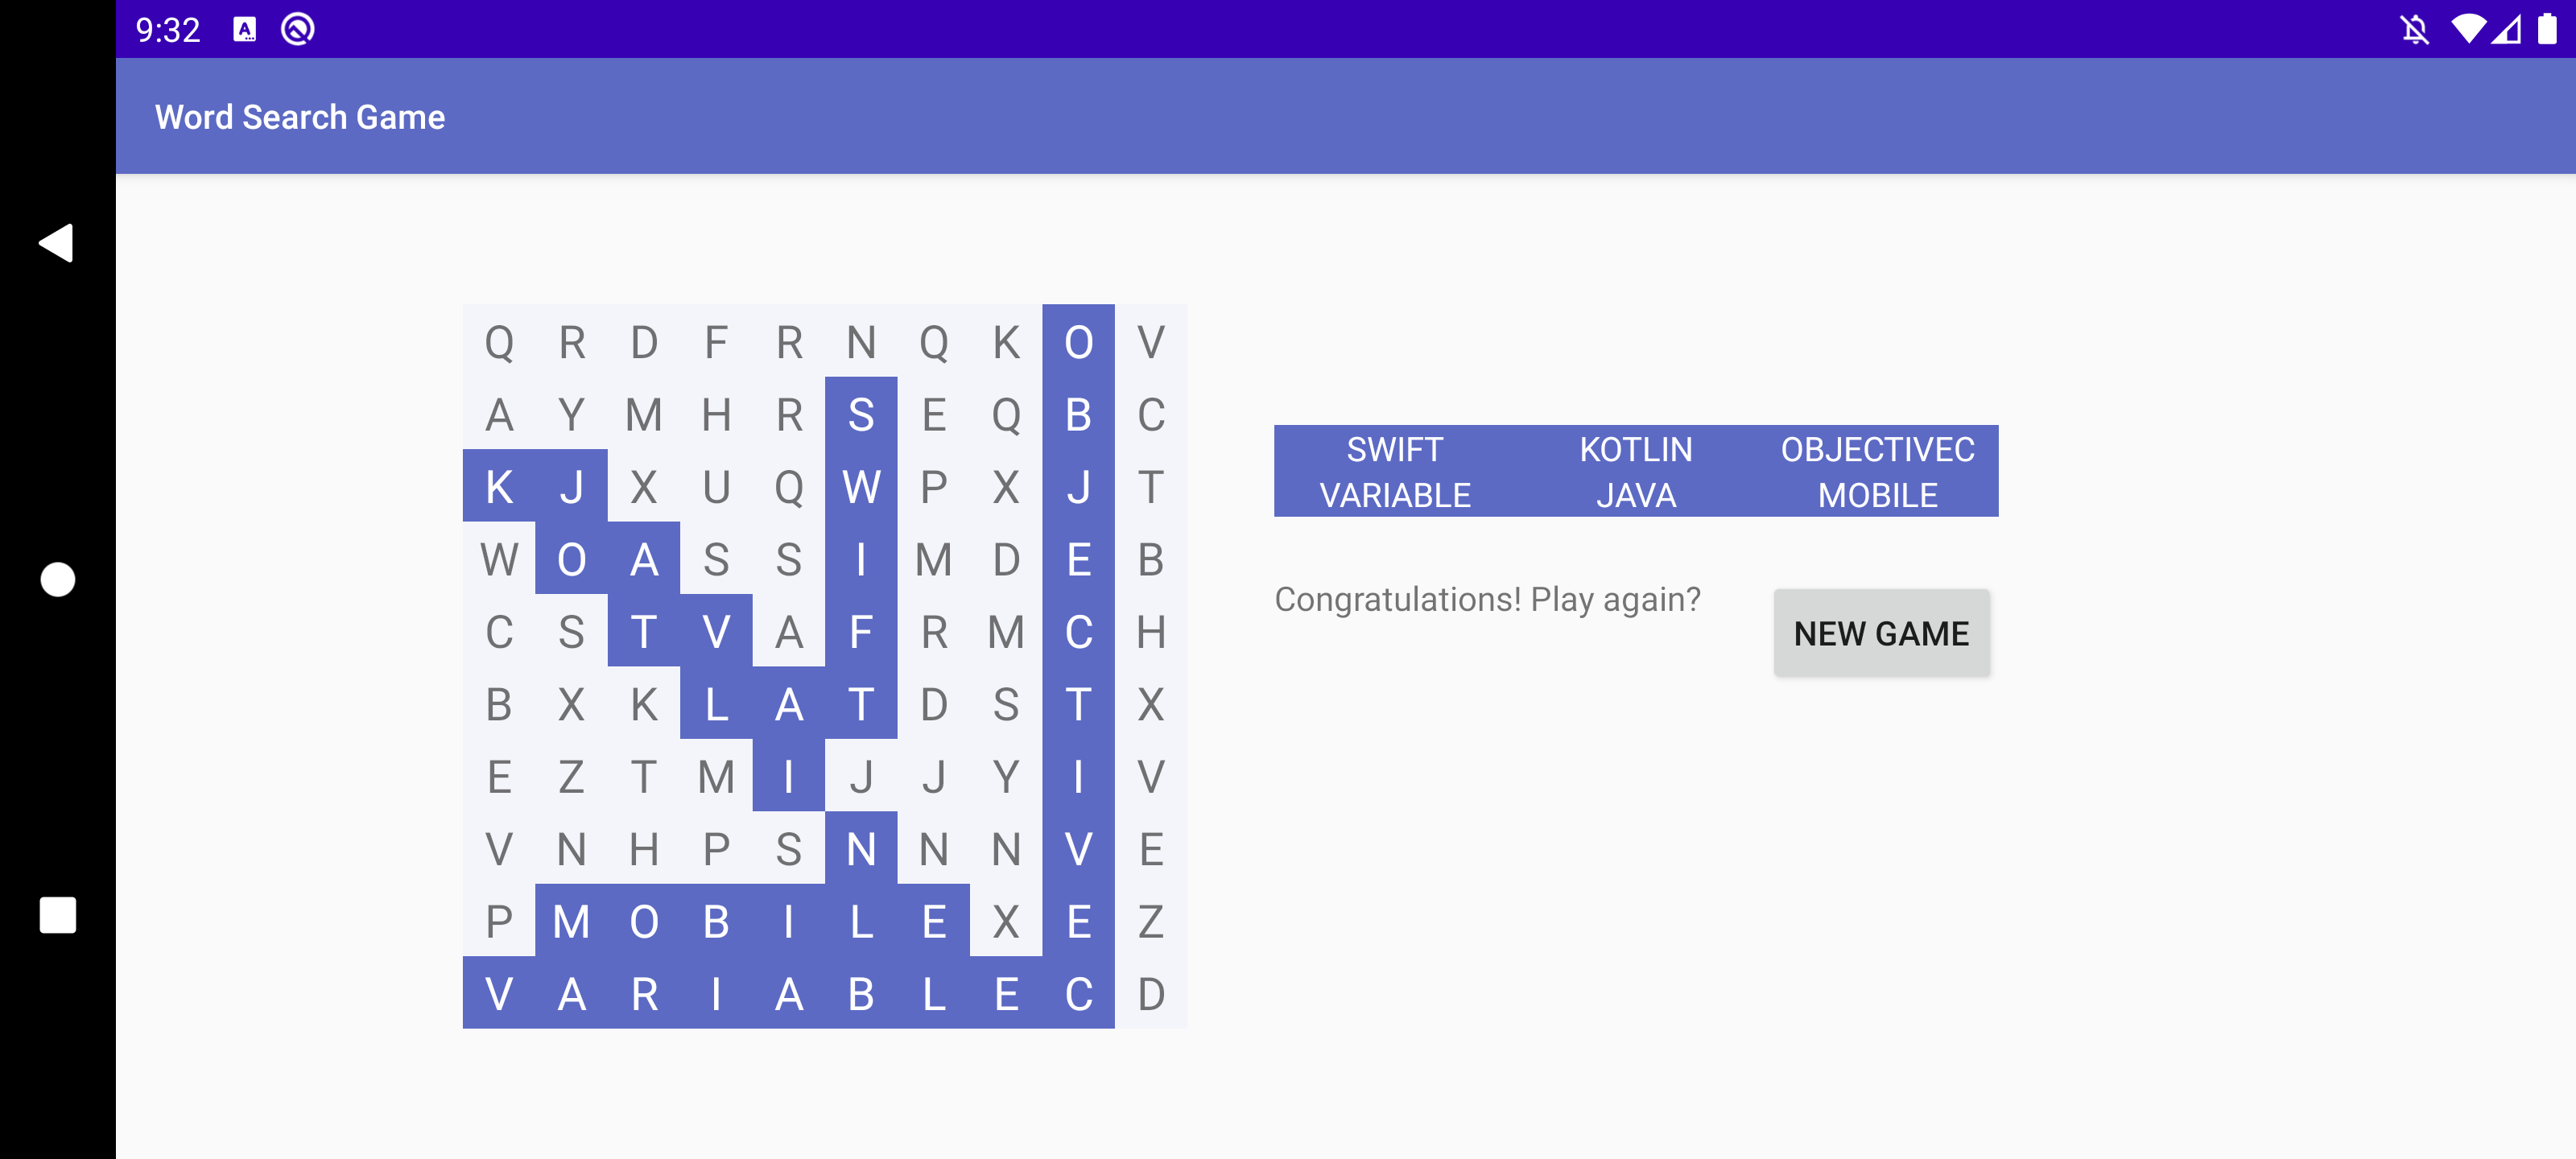 9:32
Word Search Game
Q R D F R N Q K O V
A Y M H R S E Q B C
K J X U Q W P X J T
W O A S S I M D E B
C S T V A F R M C H
B X K L A T D S T X
E Z T M I J J Y I V
V N H P S N N N V E
P M O B I L E X E Z
V A R I A B L E C D
SWIFT KOTLIN OBJECTIVEC
VARIABLE JAVA MOBILE
Congratulations! Play again?
NEW GAME